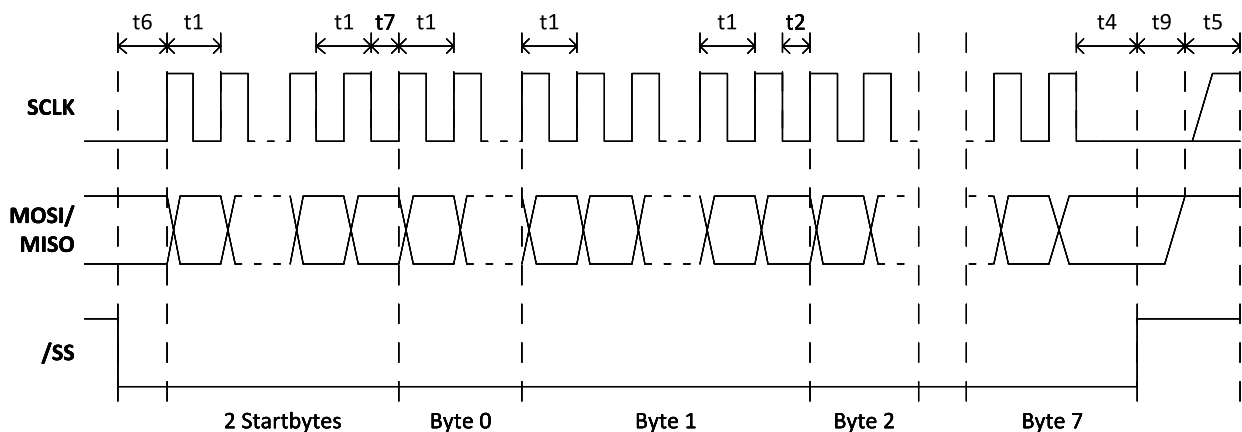 t6 t1 t1 t7 t1 t1 t1 t2 t4 t9 t5
SCLK
MOSI/
MISO
/SS
2 Startbytes Byte 0 Byte 1 Byte 2 Byte 7